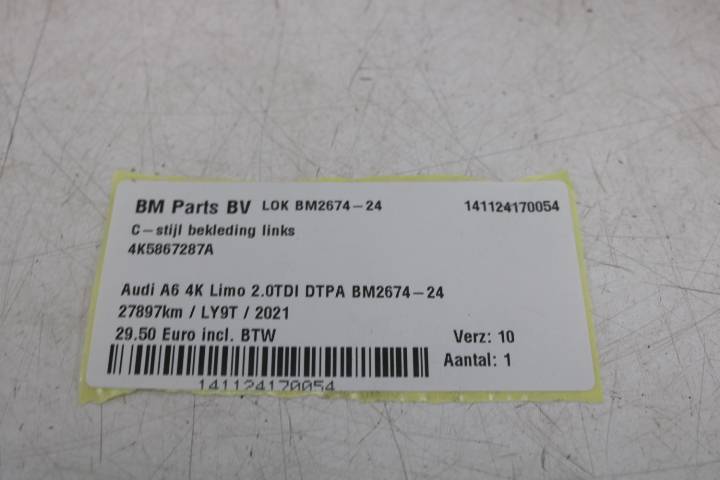 BM Parts BV LOK BM2674-24 141124170054
C-stijl bekleding links
4K5867287A
Audi A6 4K Limo 2.0TDI DTPA BM2674-24
27897km / LY9T / 2021
29.50 Euro incl. BTW Verz: 10
Aantal: 1
141124170054